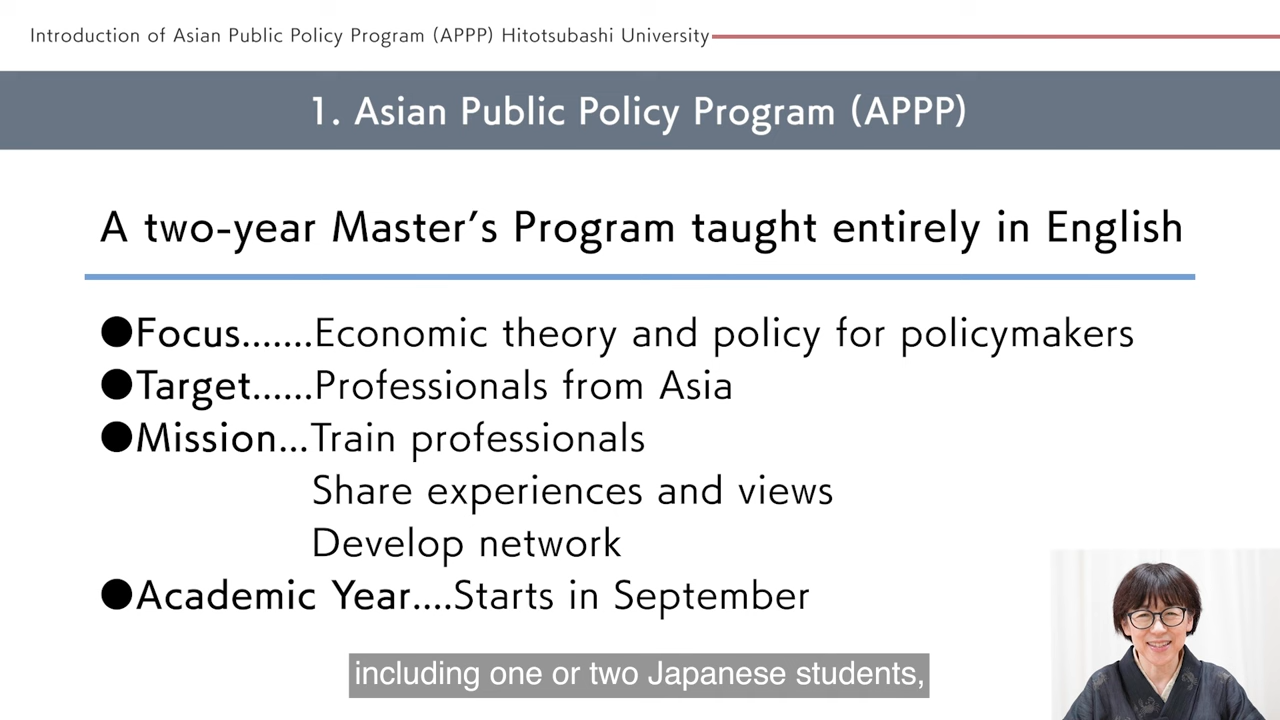 Introduction of Asian Public Policy Program (APPP) Hitotsubashi University
1. Asian Public Policy Program (APPP)
A two-year Master's Program taught entirely in English
●Focus.......Economic theory and policy for policymakers
●Target......Professionals from Asia
●Mission...Train professionals
Share experiences and views
Develop network
●Academic Year....Starts in September
including one or two Japanese students,